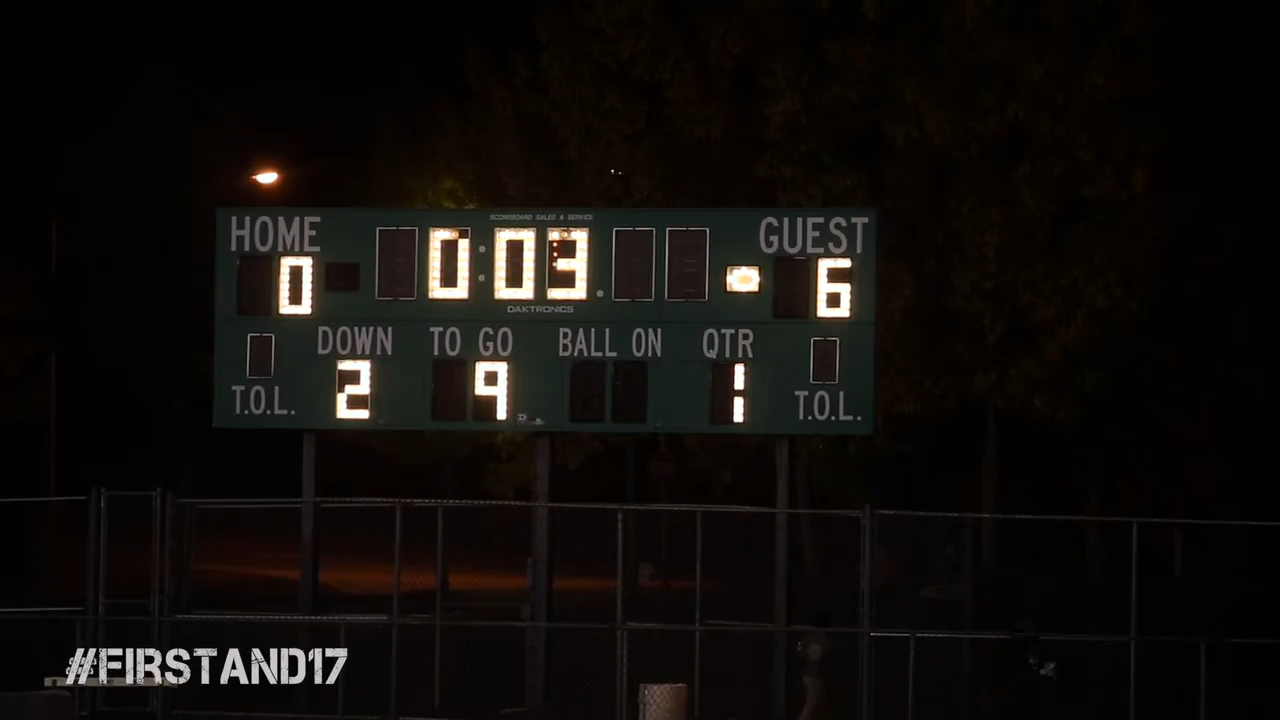 SCOREBOARD SALES & SERVICE
HOME 0:03 GUEST
0 6
DAKTRONICS
DOWN TO GO BALL ON QTR
2 9 1
T.O.L. T.O.L.
#FIRSTAND17